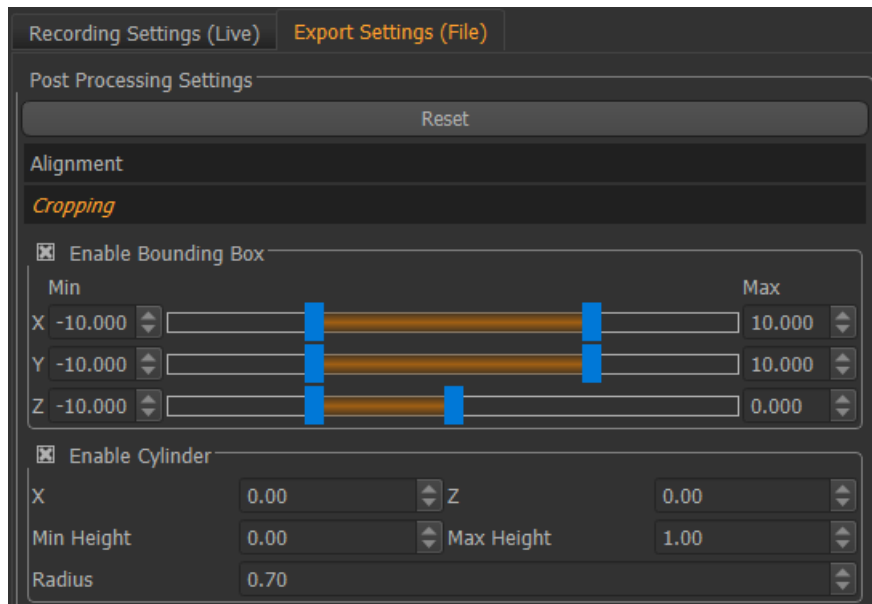 Recording Settings (Live) Export Settings (File)
Post Processing Settings
Reset
Alignment
Cropping
Enable Bounding Box
Min Max
X -10.000 10.000
Y -10.000 10.000
Z -10.000 0.000
Enable Cylinder
X 0.00 Z 0.00
Min Height 0.00 Max Height 1.00
Radius 0.70